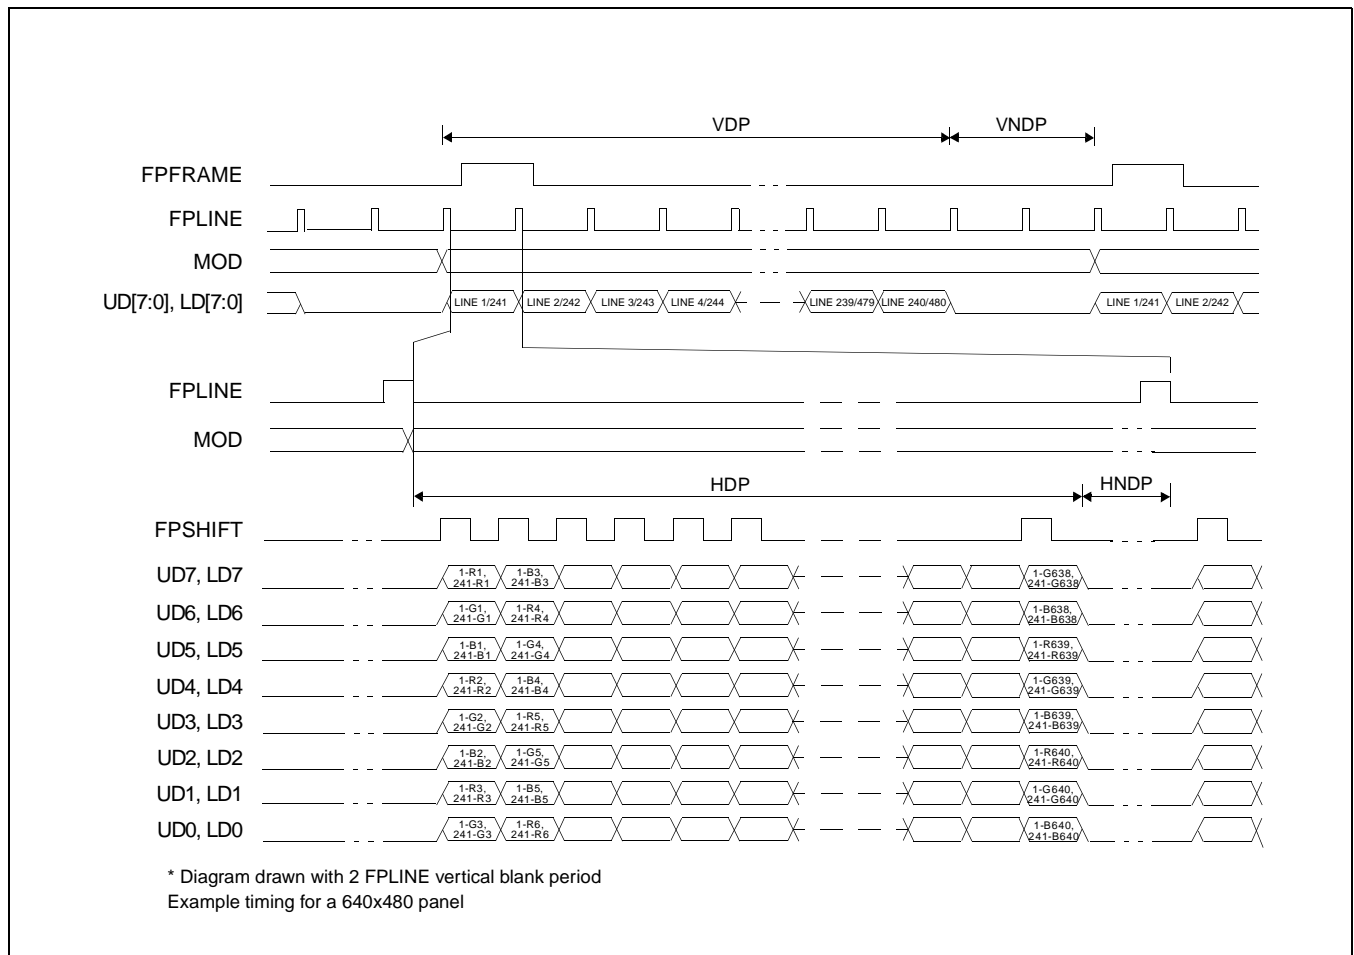 VDP VNDP
FPFRAME
FPLINE
MOD
UD[7:0], LD[7:0] LINE 1/241 LINE 2/242 LINE 3/243 LINE 4/244 LINE 239/479 LINE 240/480 LINE 1/241 LINE 2/242
FPLINE
MOD
HDP HNDP
FPSHIFT
UD7, LD7 1-R1, 241-R1 1-B3, 241-B3 1-G638, 241-G638
UD6, LD6 1-G1, 241-G1 1-R4, 241-R4 1-B638, 241-B638
UD5, LD5 1-B1, 241-B1 1-G4, 241-G4 1-R639, 241-R639
UD4, LD4 1-R2, 241-R2 1-B4, 241-B4 1-G639, 241-G639
UD3, LD3 1-G2, 241-G2 1-R5, 241-R5 1-B639, 241-B639
UD2, LD2 1-B2, 241-B2 1-G5, 241-G5 1-R640, 241-R640
UD1, LD1 1-R3, 241-R3 1-B5, 241-B5 1-G640, 241-G640
UD0, LD0 1-G3, 241-G3 1-R6, 241-R6 1-B640, 241-B640
* Diagram drawn with 2 FPLINE vertical blank period
Example timing for a 640x480 panel